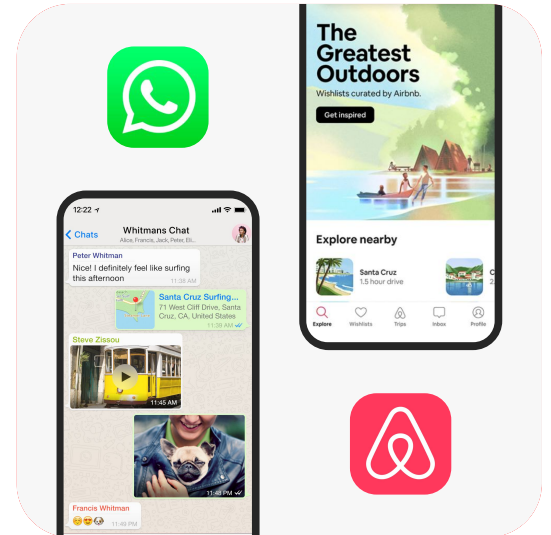 The
Greatest
Outdoors
Wishlists curated by Airbnb.
Get inspired
Explore nearby
Santa Cruz
1.5 hour drive
C
2
Explore
Wishlists
Trips
Inbox
Profile
12:22
Chats
Whitmans Chat
Alice, Francis, Jack, Peter, Eli...
Peter Whitman
Nice! I definitely feel like surfing
this afternoon
11:38 AM
Santa Cruz Surfing...
71 West Cliff Drive, Santa
Cruz, CA, United States
11:39 AM
Steve Zissou
11:45 AM
11:48 PM
Francis Whitman
11:49 PM